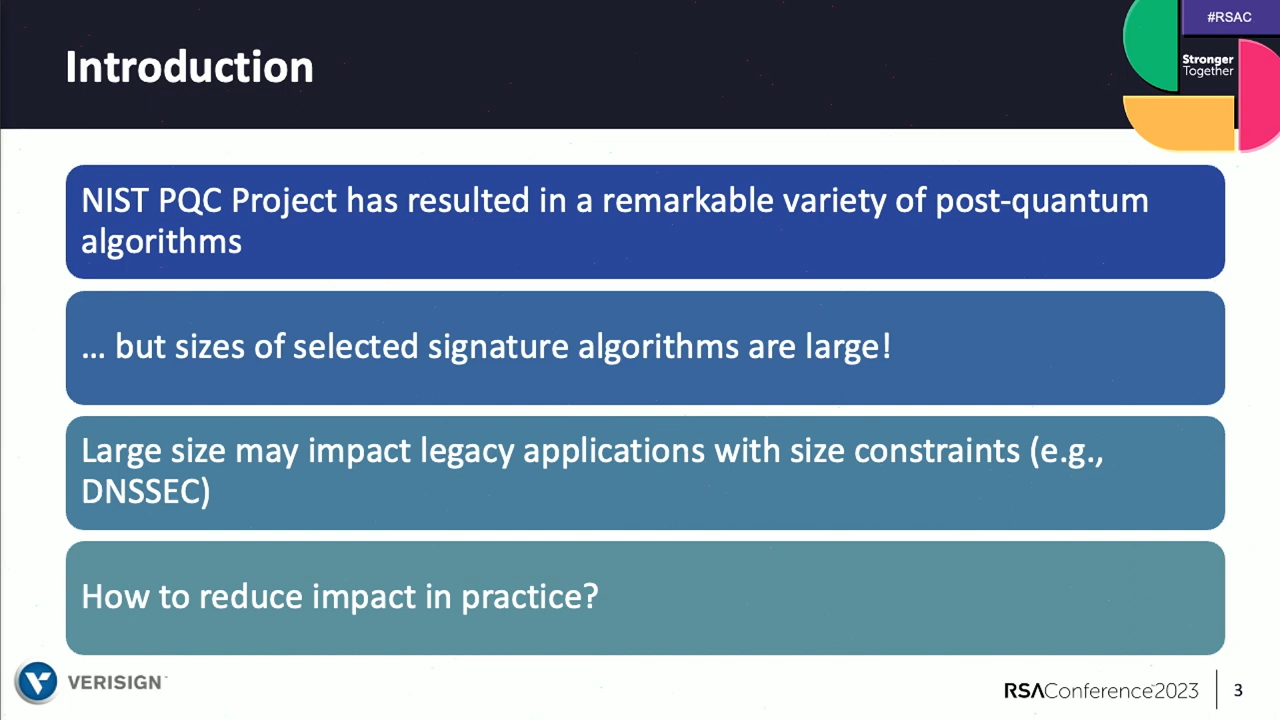 #RSAC
Introduction
Stronger
Together
NIST PQC Project has resulted in a remarkable variety of post-quantum
algorithms
... but sizes of selected signature algorithms are large!
Large size may impact legacy applications with size constraints (e.g.,
DNSSEC)
How to reduce impact in practice?
VERISIGN
RSAConference2023
3